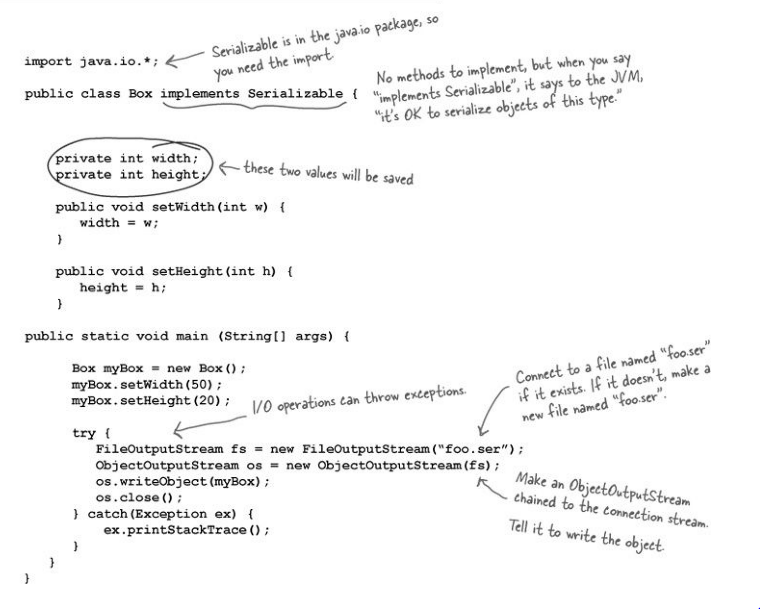 import java.io.*;
Serializable is in the java.io package, so
you need the import.
public class Box implements Serializable {
No methods to implement, but when you say
"implements Serializable", it says to the JVM,
"it's OK to serialize objects of this type."
private int width;
private int height;
these two values will be saved
public void setWidth(int w) {
width = w;
}
public void setHeight(int h) {
height = h;
}
public static void main (String[] args) {
Box myBox = new Box();
myBox.setWidth(50);
myBox.setHeight(20);
I/O operations can throw exceptions.
Connect to a file named "foo.ser"
if it exists. If it doesn't, make a
new file named "foo.ser".
try {
FileOutputStream fs = new FileOutputStream("foo.ser");
ObjectOutputStream os = new ObjectOutputStream(fs);
os.writeObject(myBox);
os.close();
Make an ObjectOutputStream
chained to the connection stream.
Tell it to write the object.
} catch(Exception ex) {
ex.printStackTrace();
}
}
}